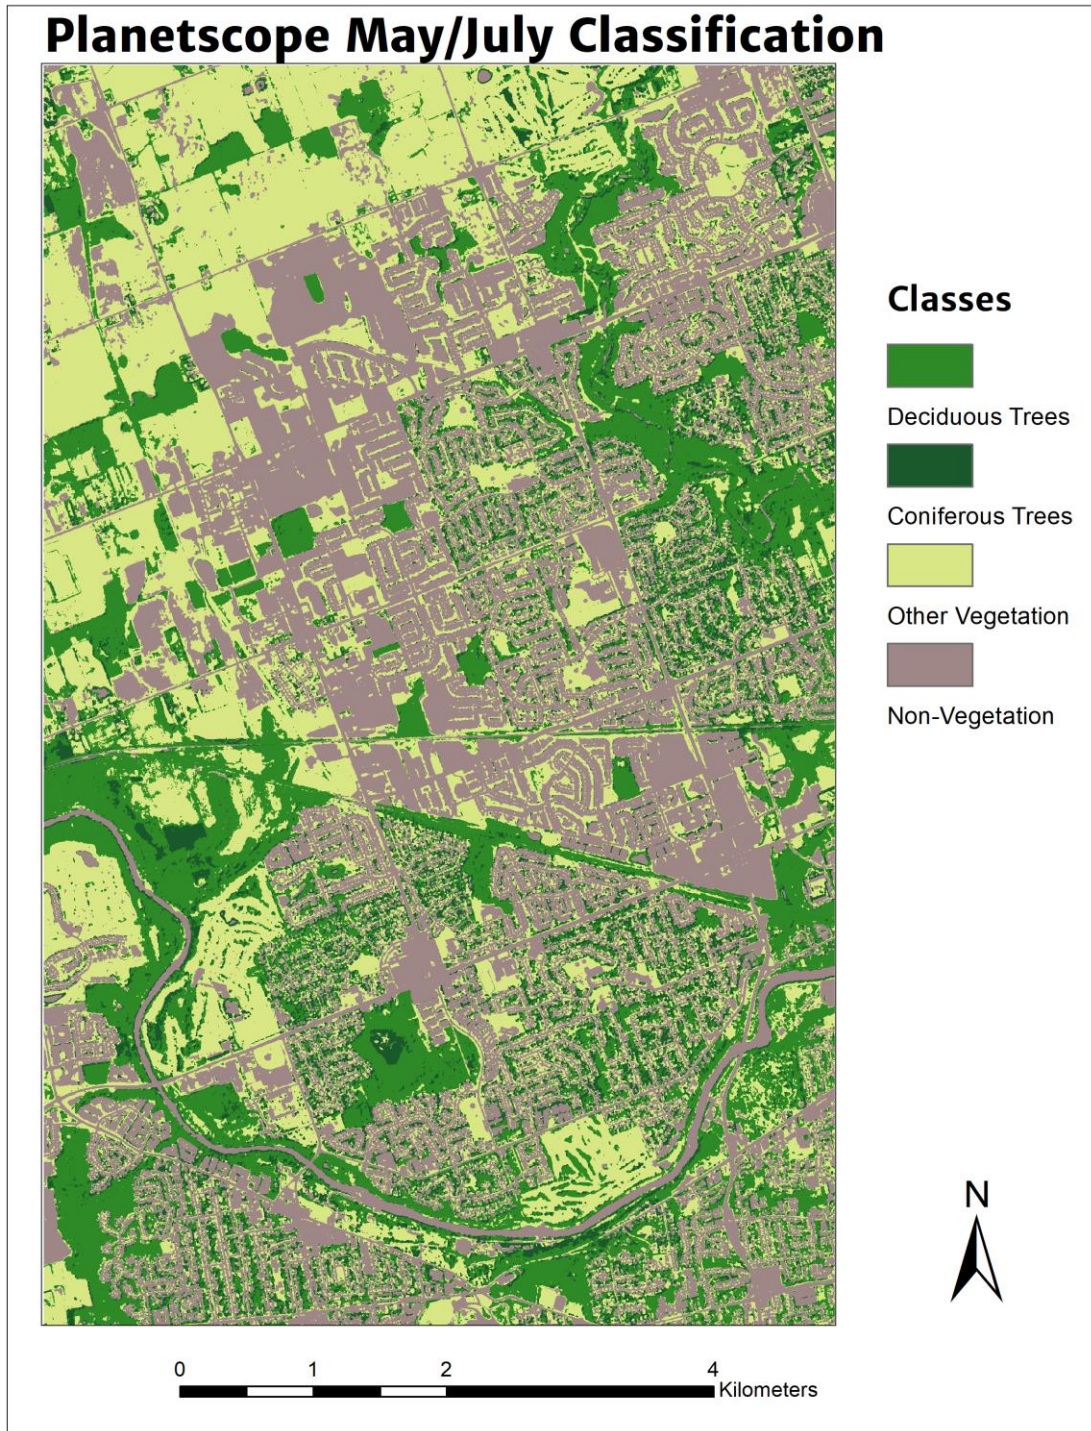 Planetscope May/July Classification
Classes
Deciduous Trees
Coniferous Trees
Other Vegetation
Non-Vegetation
N
0 1 2 4
Kilometers